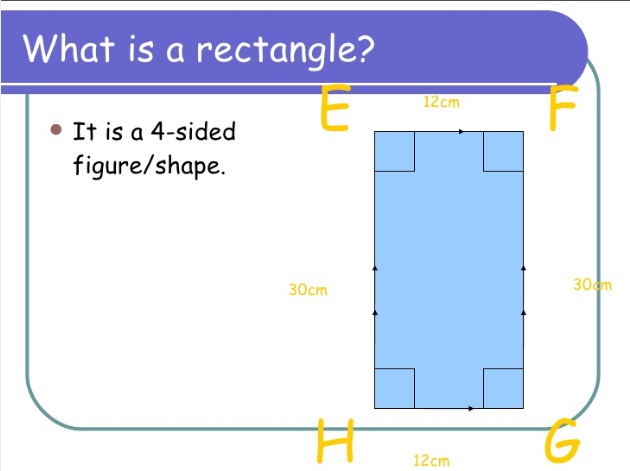 What is a rectangle?
E
12cm
F
It is a 4-sided
figure/shape.
30cm
30cm
H
12cm
G